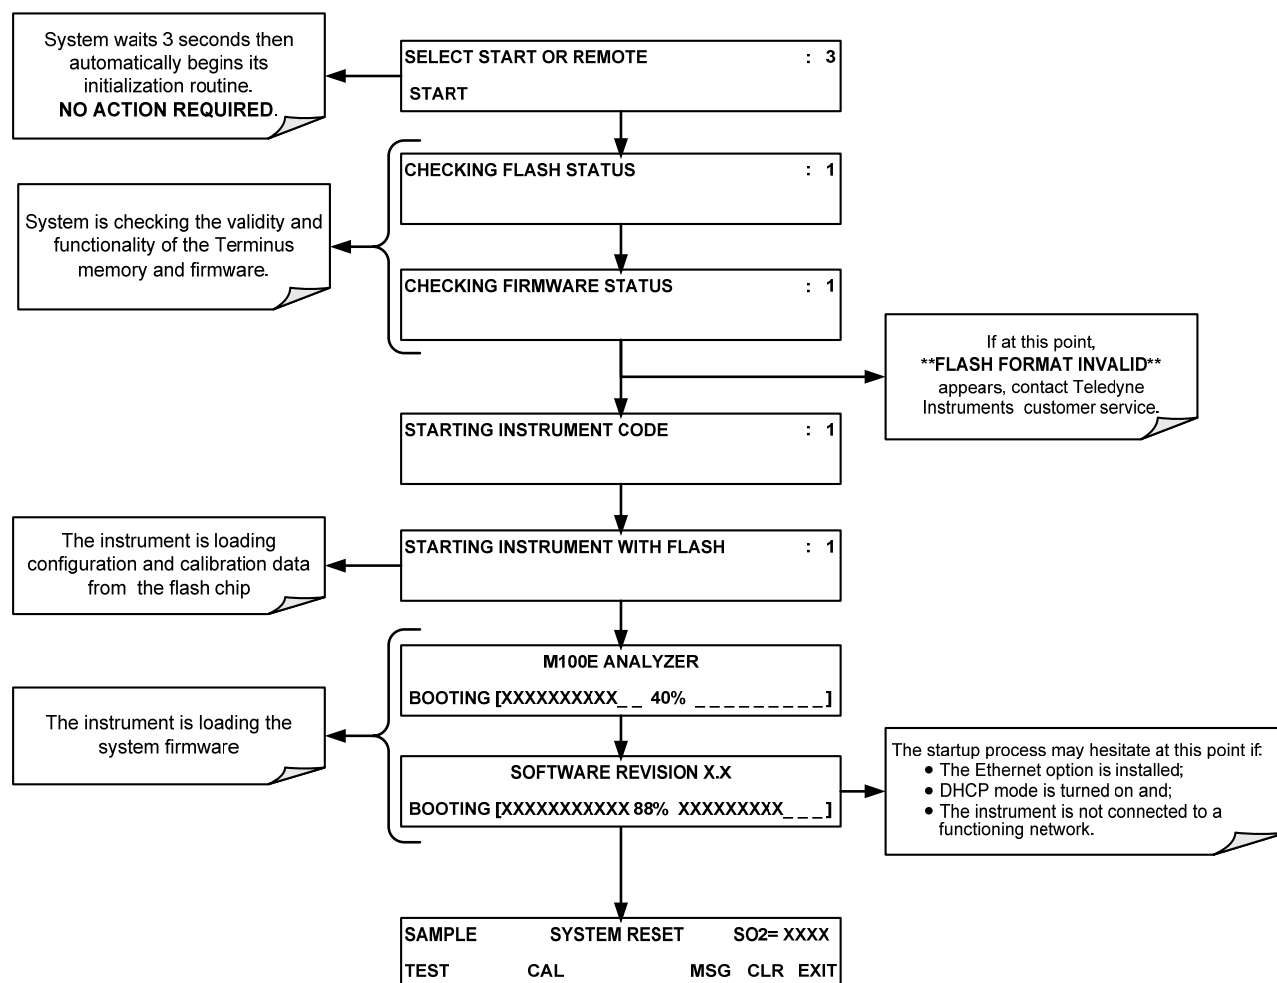 System waits 3 seconds then
automatically begins its
initialization routine.
NO ACTION REQUIRED.
SELECT START OR REMOTE : 3
START
CHECKING FLASH STATUS : 1
System is checking the validity and
functionality of the Terminus
memory and firmware.
CHECKING FIRMWARE STATUS : 1
If at this point,
**FLASH FORMAT INVALID**
appears, contact Teledyne
Instruments customer service.
STARTING INSTRUMENT CODE : 1
The instrument is loading
configuration and calibration data
from the flash chip
STARTING INSTRUMENT WITH FLASH : 1
M100E ANALYZER
BOOTING [XXXXXXXXXX_ _ 40% _ _ _ _ _ _ _ _ _ ]
The instrument is loading the
system firmware
SOFTWARE REVISION X.X
BOOTING [XXXXXXXXXXX 88% XXXXXXXXX_ _ _ ]
The startup process may hesitate at this point if:
• The Ethernet option is installed;
• DHCP mode is turned on and;
• The instrument is not connected to a
functioning network.
SAMPLE SYSTEM RESET SO2= XXXX
TEST CAL MSG CLR EXIT